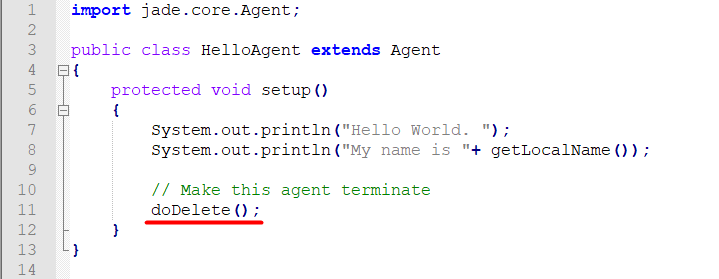 1 import jade.core.Agent;
2
3 public class HelloAgent extends Agent
4 {
5 protected void setup()
6 {
7 System.out.println("Hello World. ");
8 System.out.println("My name is "+ getLocalName());
9
10 // Make this agent terminate
11 doDelete();
12 }
13 }
14